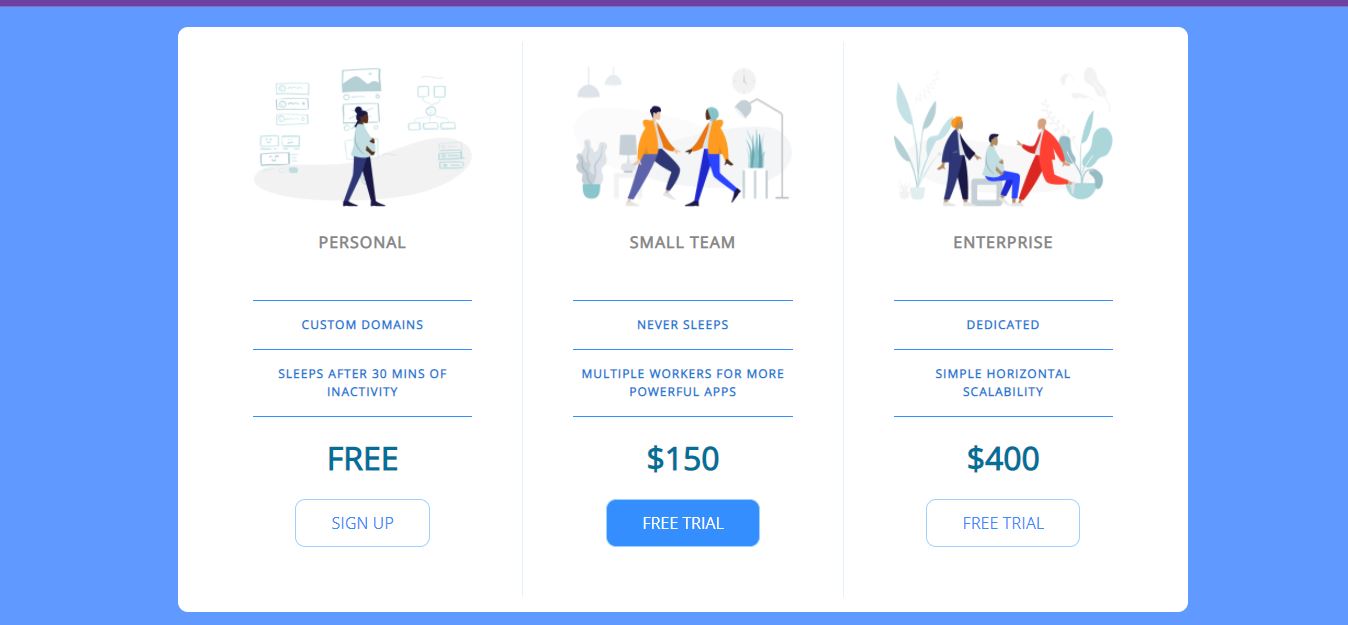 PERSONAL
CUSTOM DOMAINS
SLEEPS AFTER 30 MINS OF
INACTIVITY
FREE
SIGN UP
SMALL TEAM
NEVER SLEEPS
MULTIPLE WORKERS FOR MORE
POWERFUL APPS
$150
FREE TRIAL
ENTERPRISE
DEDICATED
SIMPLE HORIZONTAL
SCALABILITY
$400
FREE TRIAL